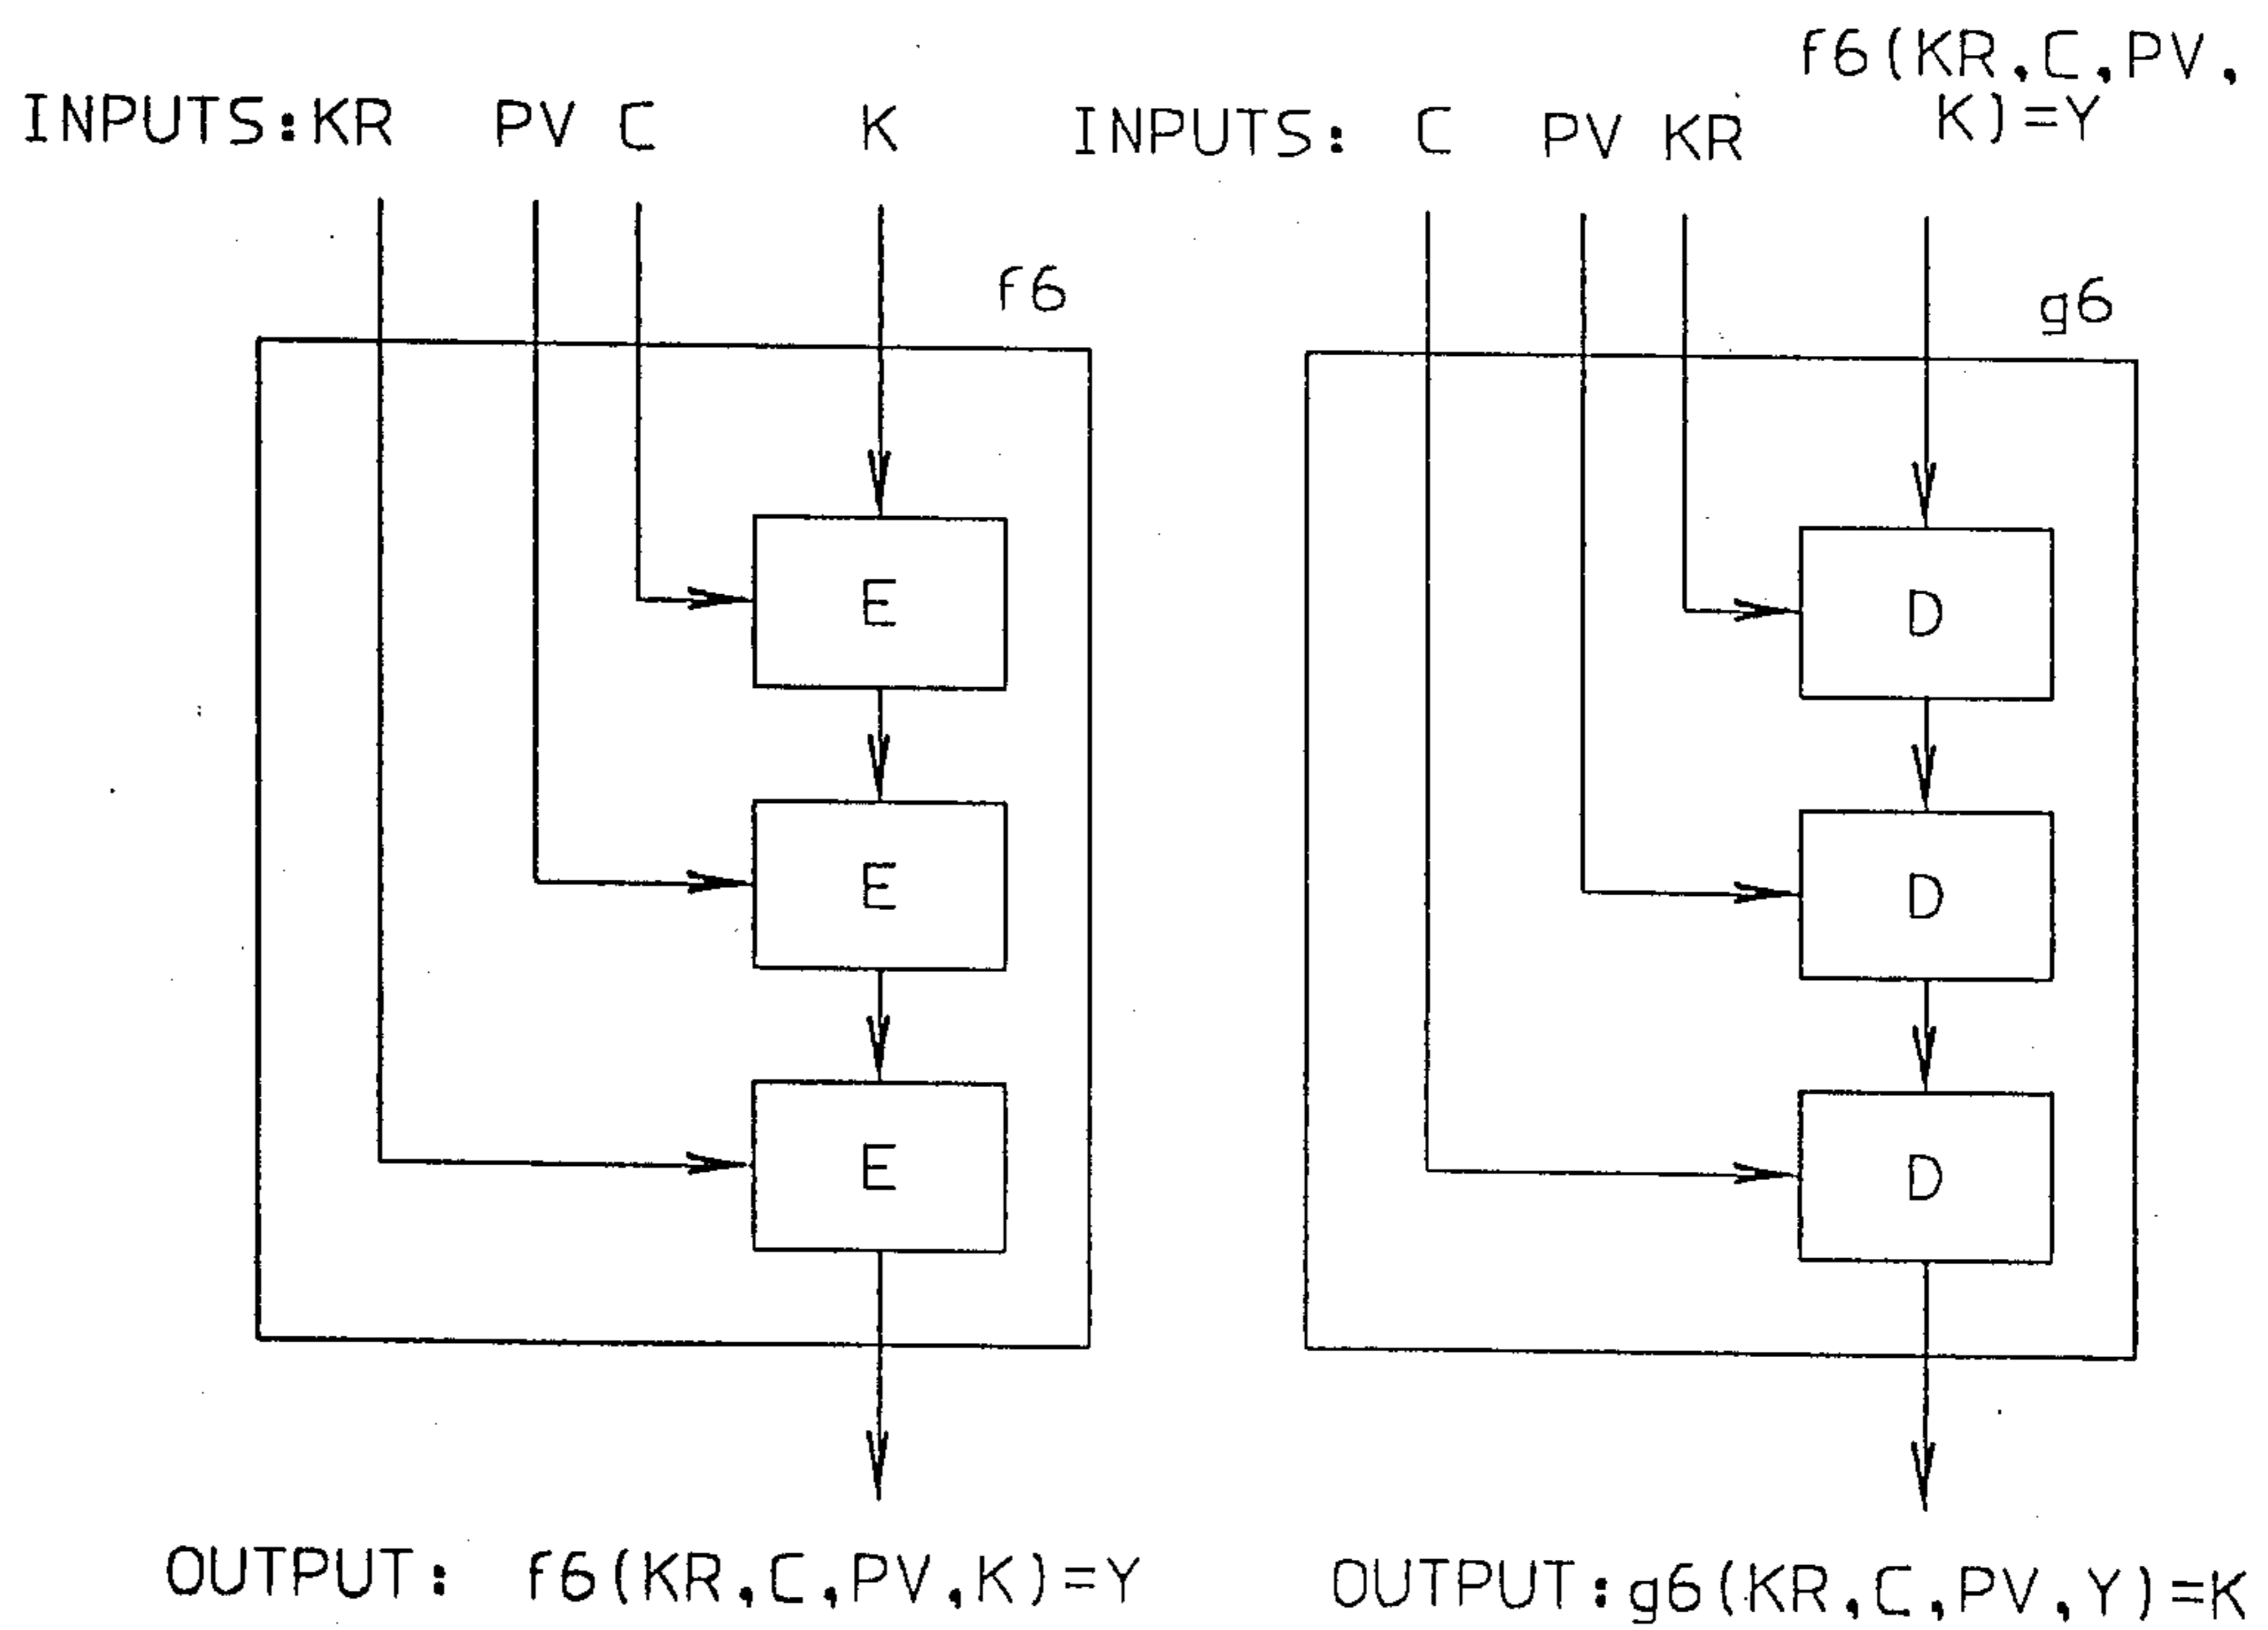 INPUTS:KR PV C K
f6
E
E
E
OUTPUT: f6(KR,C,PV,K)=Y
f6(KR,C,PV,
K)=Y
INPUTS: C PV KR
g6
D
D
D
OUTPUT:g6(KR,C,PV,Y)=K